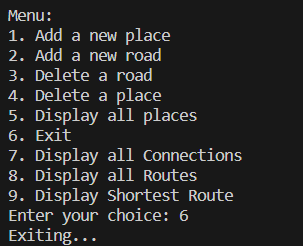 Menu:
1. Add a new place
2. Add a new road
3. Delete a road
4. Delete a place
5. Display all places
6. Exit
7. Display all Connections
8. Display all Routes
9. Display Shortest Route
Enter your choice: 6
Exiting...